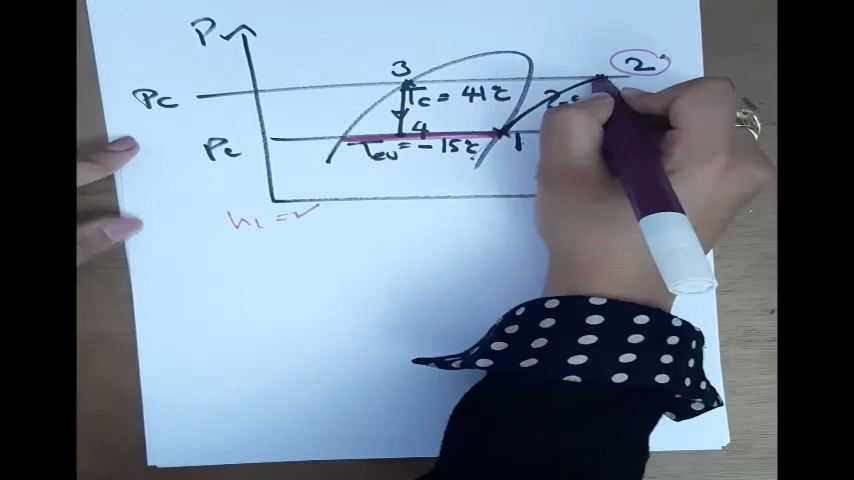 P
3
2
Pc
Tc = 41℃
4
Pe
Tev = -15℃
1
h1 = ✓